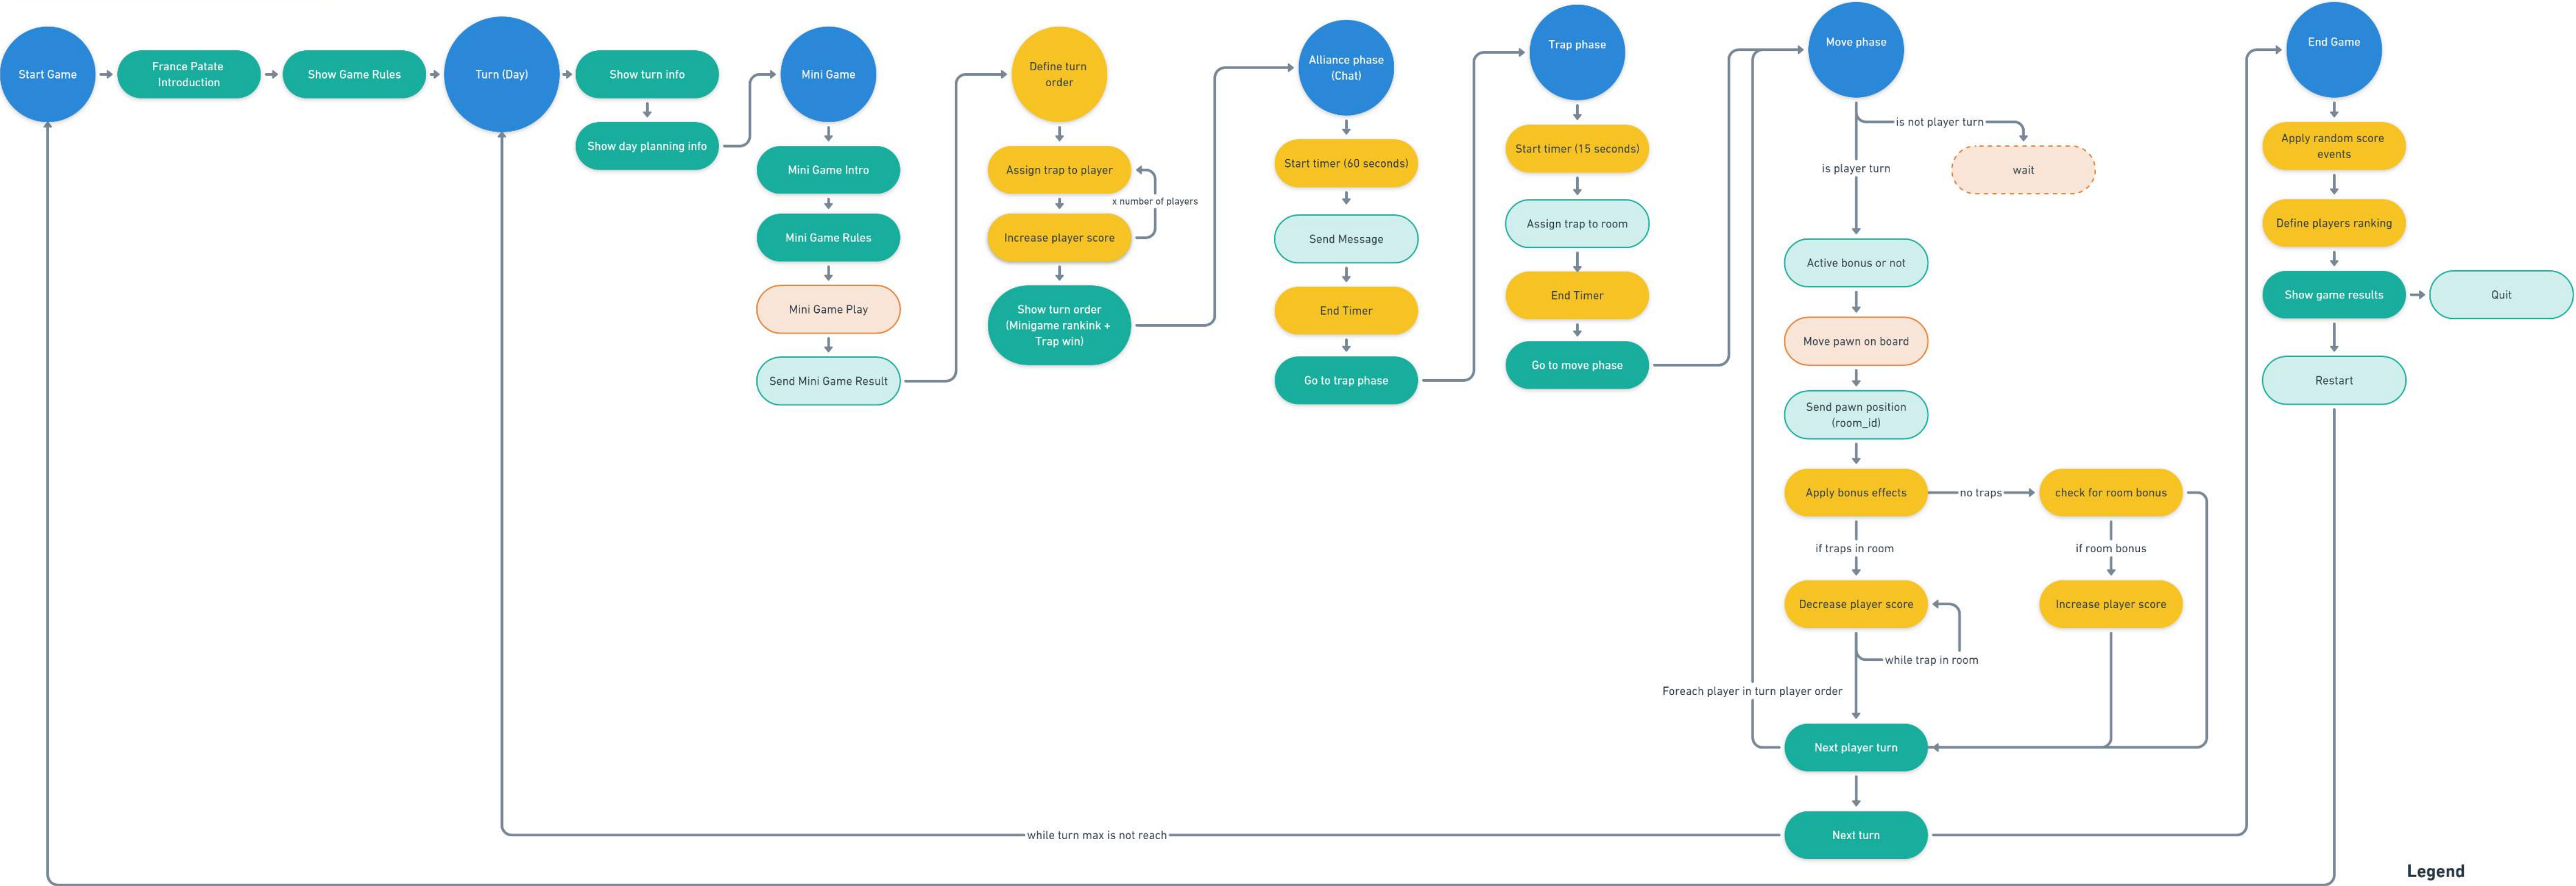 Start Game
France Patate
Introduction
Show Game Rules
Turn (Day)
Show turn info
Show day planning info
Mini Game
Mini Game Intro
Mini Game Rules
Mini Game Play
Send Mini Game Result
Define turn
order
Assign trap to player
x number of players
Increase player score
Show turn order
(Minigame rankink +
Trap win)
Alliance phase
(Chat)
Start timer (60 seconds)
Send Message
End Timer
Go to trap phase
Trap phase
Start timer (15 seconds)
Assign trap to room
End Timer
Go to move phase
Move phase
is not player turn
wait
is player turn
Active bonus or not
Move pawn on board
Send pawn position
(room_id)
Apply bonus effects
no traps
check for room bonus
if traps in room
if room bonus
Decrease player score
Increase player score
while trap in room
Foreach player in turn player order
Next player turn
Next turn
while turn max is not reach
End Game
Apply random score
events
Define players ranking
Show game results
Quit
Restart
Legend